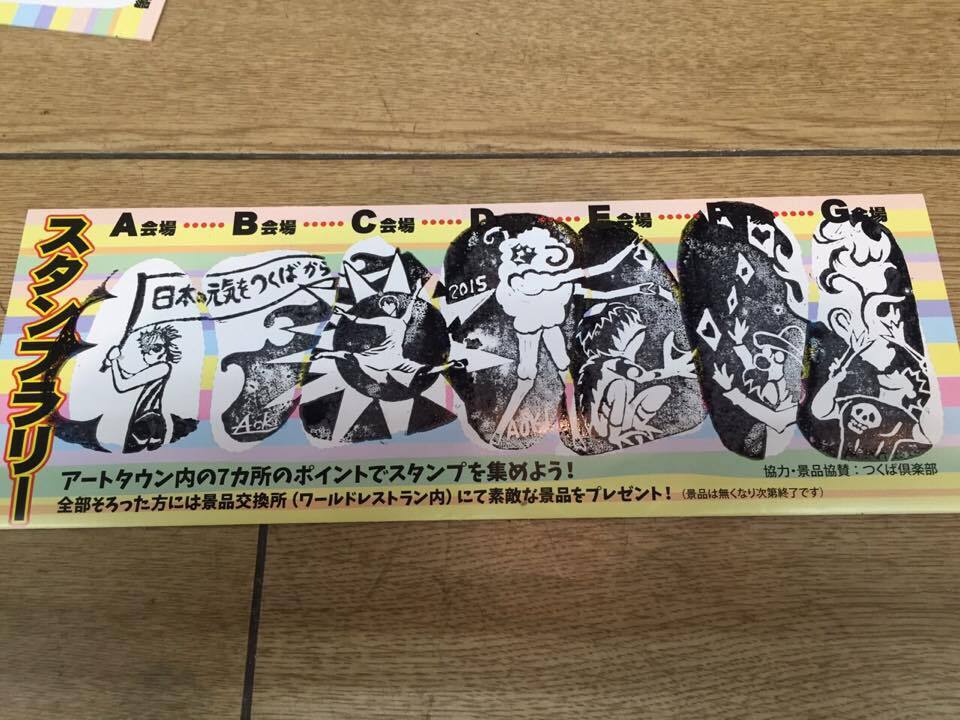 スタンプラリー
A会場 ・・・・・ B会場 ・・・・・ C会場 ・・・・・ D ・・・ E会場 ・・・・・ F ・・・・・ G会場
日本の元気をつくばから
2015
Aoki
AOKI
アートタウン内の7カ所のポイントでスタンプを集めよう!
協力・景品協賛:つくば倶楽部
全部そろった方には景品交換所(ワールドレストラン内)にて素敵な景品をプレゼント!(景品は無くなり次第終了です)